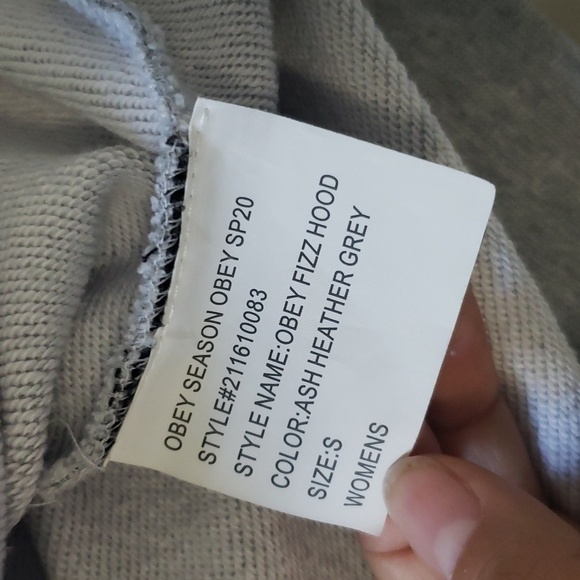 OBEY SEASON OBEY SP20
STYLE#211610083
STYLE NAME:OBEY FIZZ HOOD
COLOR:ASH HEATHER GREY
SIZE:S
WOMENS